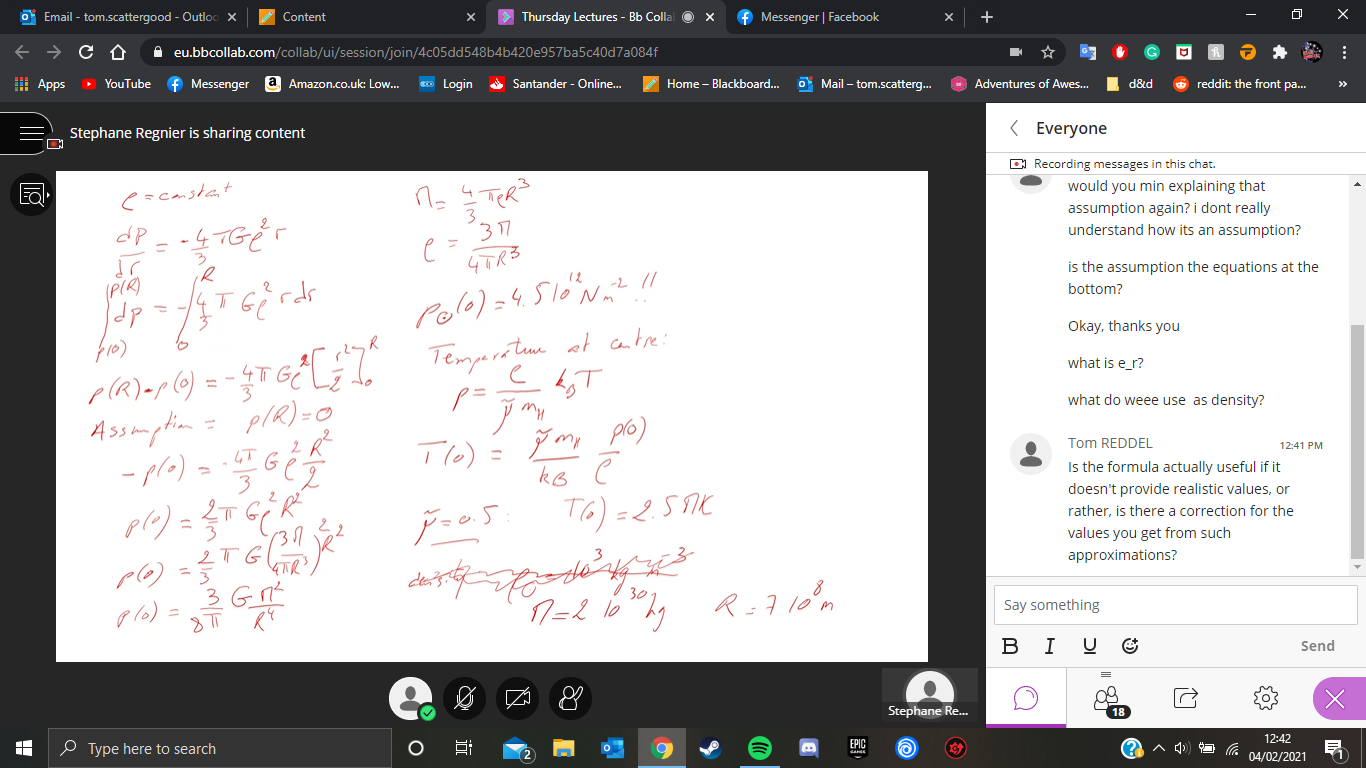 Email - tom.scattergood - Outloo
Content
Thursday Lectures - Bb Collab
Messenger | Facebook
eu.bbcollab.com/collab/ui/session/join/4c05dd548b4b420e957ba5c40d7a084f
Apps
YouTube
Messenger
Amazon.co.uk: Low...
Login
Santander - Online...
Home – Blackboard...
Mail – tom.scatterg...
Adventures of Awes...
d&d
reddit: the front pa...
»
Stephane Regnier is sharing content
ρ = constant
dp/dr = -4/3 πGρ² r
∫_{p(0)}^{p(R)} dp = -∫_0^R 4/3 π Gρ² r dr
p(R) - p(0) = -4/3 π Gρ² [r²/2]_0^R
Assumption = p(R) = 0
-p(0) = -4π/3 Gρ² R²/2
p(0) = 2/3 π Gρ² R²
p(0) = 2/3 π G (3M/4πR³)² R²
p(0) = 3/8π GM²/R⁴
M = 4/3 πρR³
ρ = 3M/4πR³
p⊙(0) = 4.5 10¹² N m⁻² !!
Temperature at centre:
p = ρ/μ̃ m_H k_B T
T(0) = μ̃ m_H/k_B p(0)/ρ
μ̃ = 0.5 : T(0) = 2.5 MK
M = 2 10³⁰ kg R = 7 10⁸ m
Stephane Re...
Everyone
Recording messages in this chat.
would you min explaining that
assumption again? i dont really
understand how its an assumption?
is the assumption the equations at the
bottom?
Okay, thanks you
what is e_r?
what do weee use as density?
Tom REDDEL
12:41 PM
Is the formula actually useful if it
doesn't provide realistic values, or
rather, is there a correction for the
values you get from such
approximations?
Say something
B I U
Send
18
Type here to search
2
EPIC
GAMES
12:42
04/02/2021
1